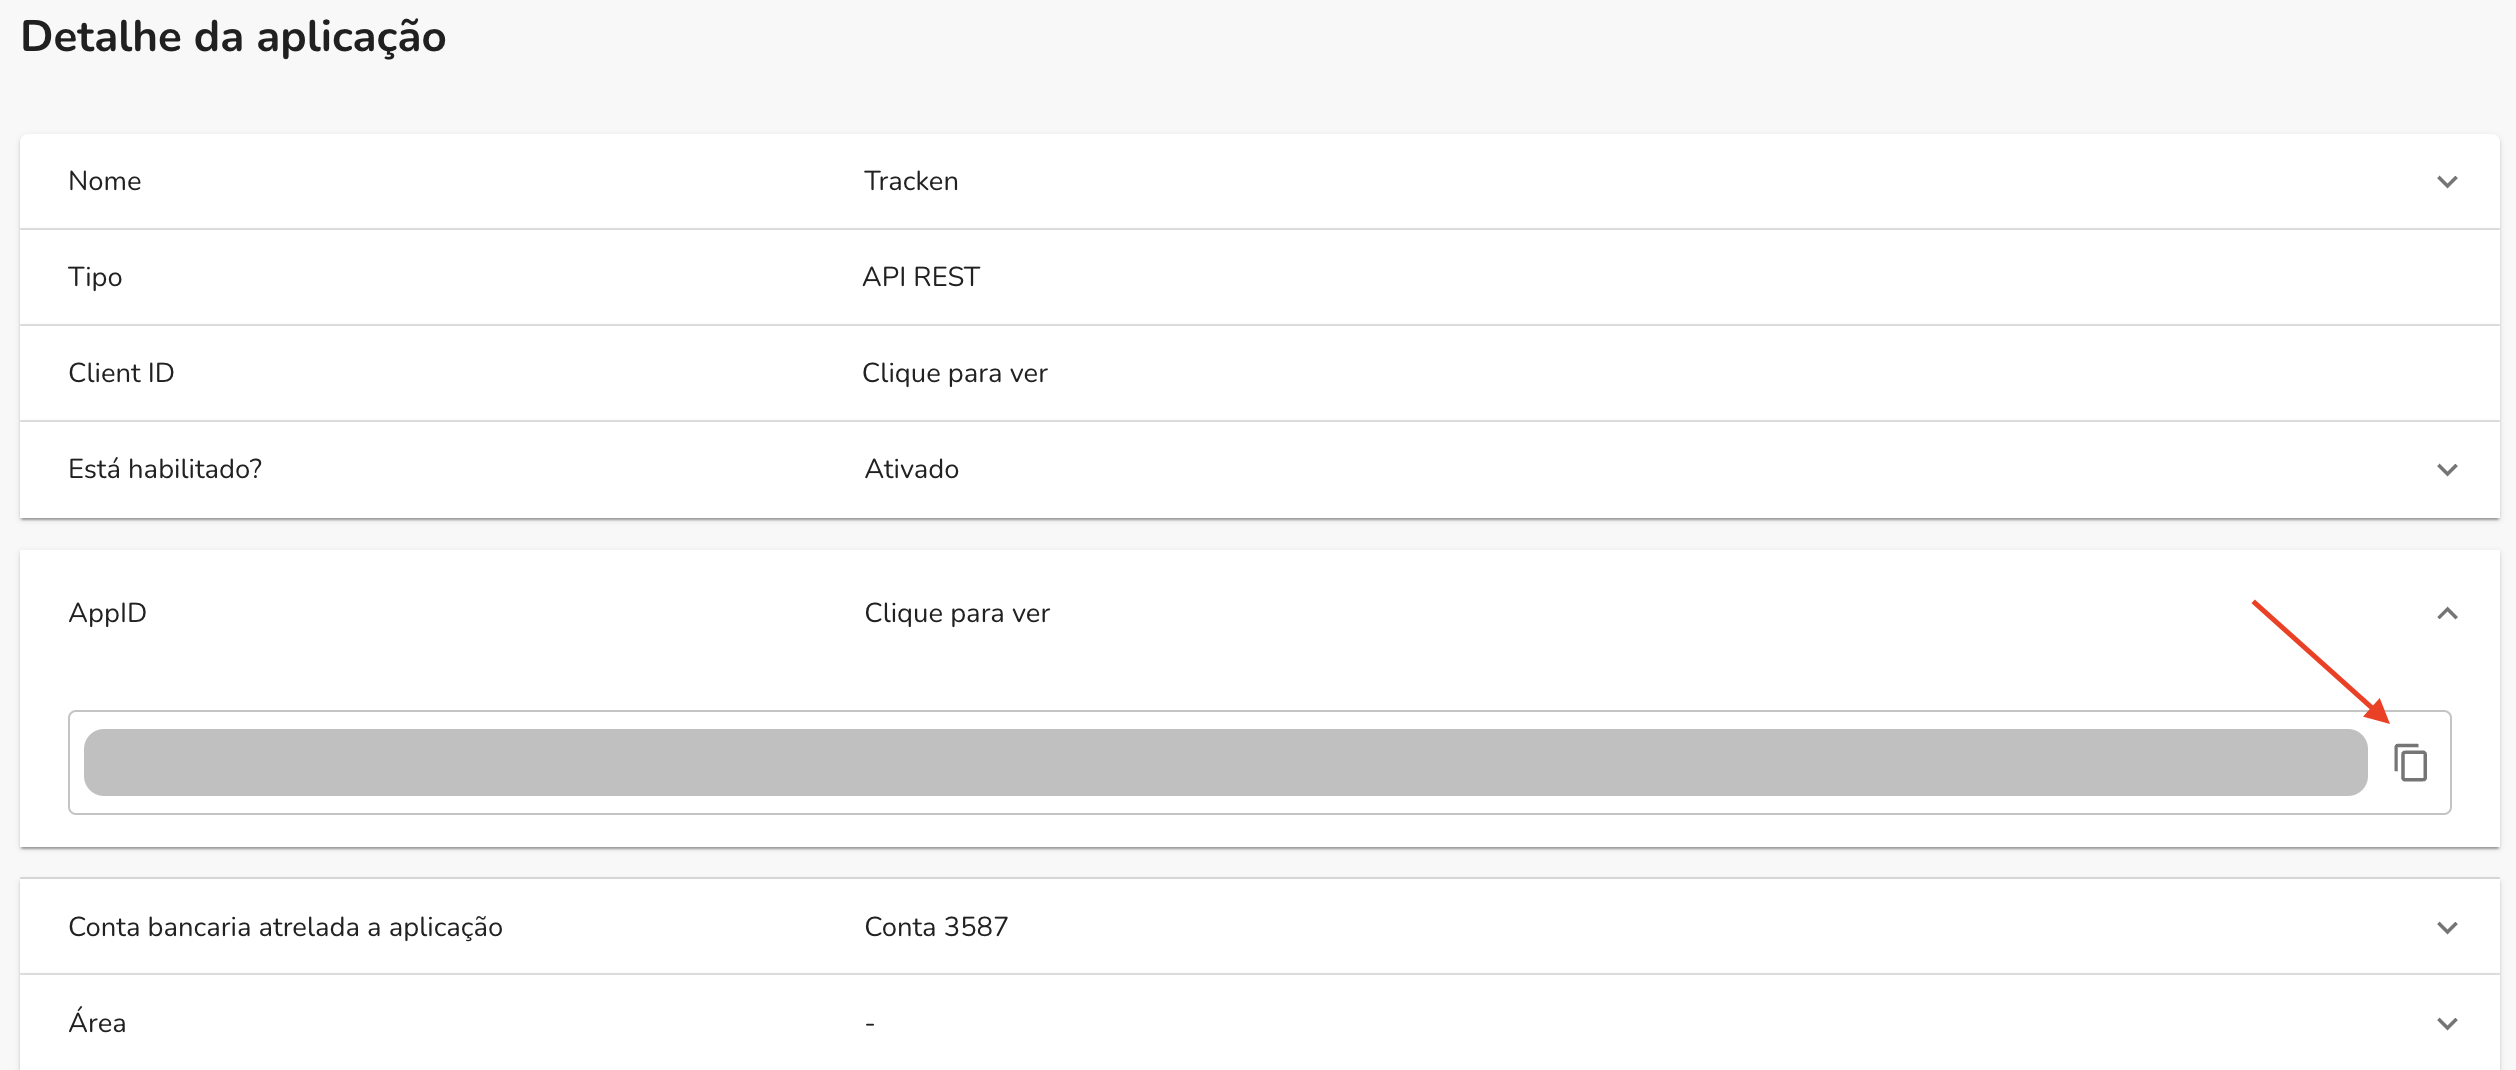 Detalhe da aplicação
Nome Tracken
Tipo API REST
Client ID Clique para ver
Está habilitado? Ativado
AppID Clique para ver
Conta bancaria atrelada a aplicação Conta 3587
Área -